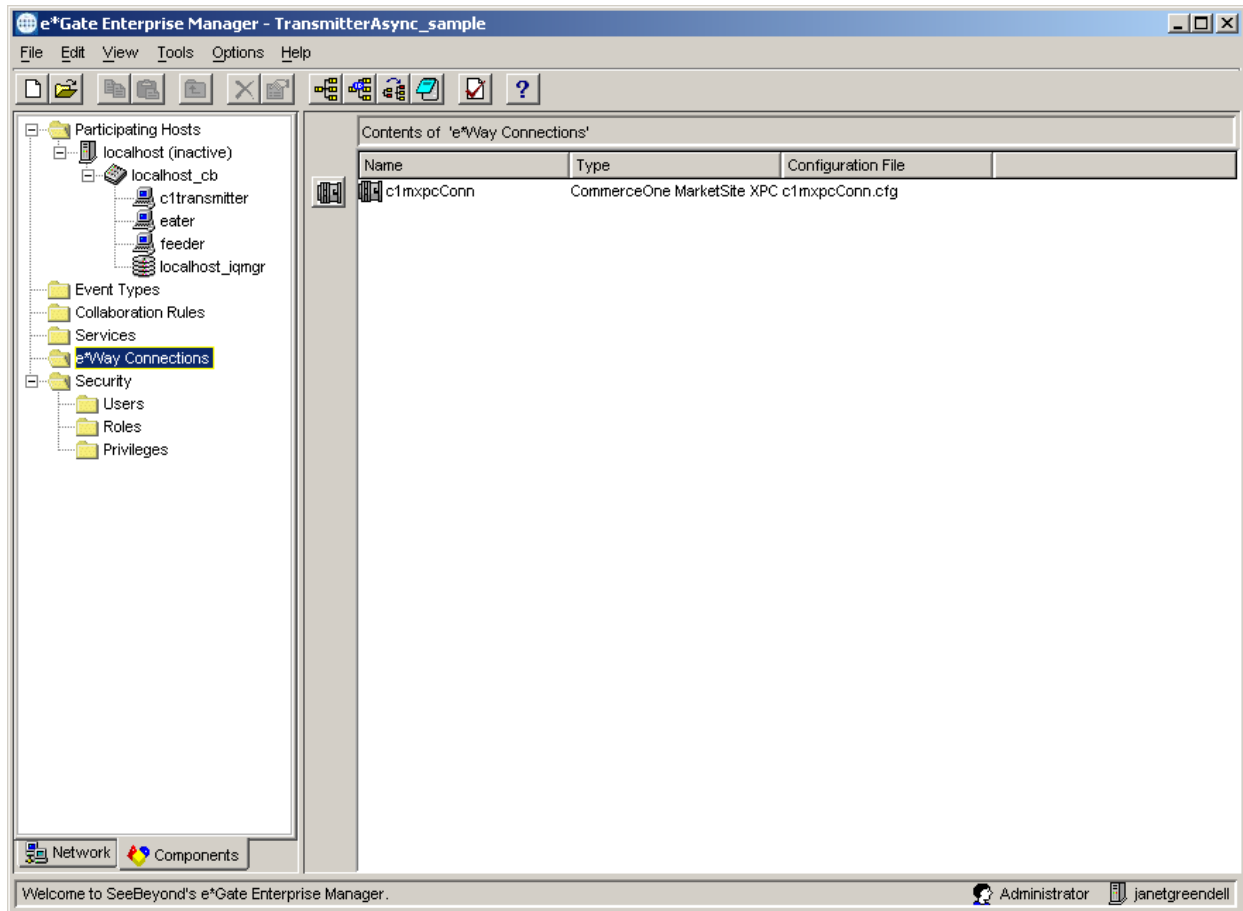 e*Gate Enterprise Manager - TransmitterAsync_sample
File Edit View Tools Options Help
?
Participating Hosts
localhost (inactive)
localhost_cb
c1transmitter
eater
feeder
localhost_iqmgr
Event Types
Collaboration Rules
Services
e*Way Connections
Security
Users
Roles
Privileges
Contents of 'e*Way Connections'
Name Type Configuration File
c1mxpcConn CommerceOne MarketSite XPC c1mxpcConn.cfg
Network Components
Welcome to SeeBeyond's e*Gate Enterprise Manager. Administrator janetgreendell